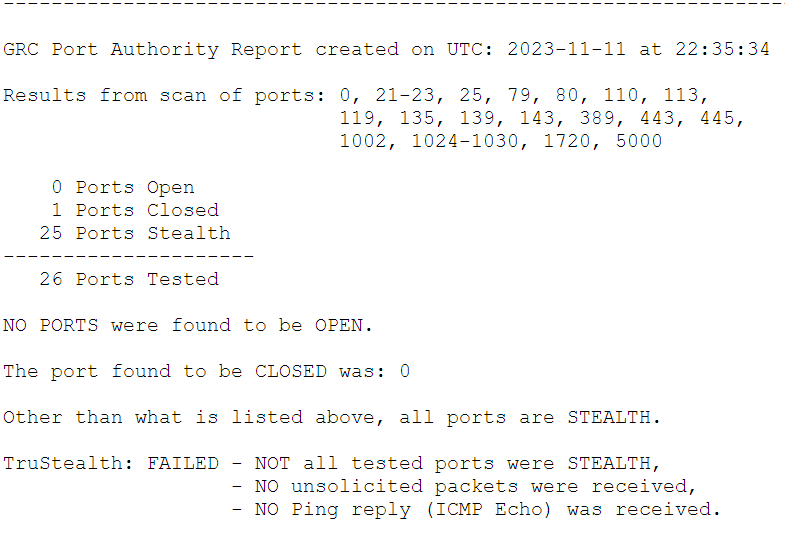 ----------------------------------------------------------------------
GRC Port Authority Report created on UTC: 2023-11-11 at 22:35:34
Results from scan of ports: 0, 21-23, 25, 79, 80, 110, 113,
119, 135, 139, 143, 389, 443, 445,
1002, 1024-1030, 1720, 5000
0 Ports Open
1 Ports Closed
25 Ports Stealth
---------------------
26 Ports Tested
NO PORTS were found to be OPEN.
The port found to be CLOSED was: 0
Other than what is listed above, all ports are STEALTH.
TruStealth: FAILED - NOT all tested ports were STEALTH,
- NO unsolicited packets were received,
- NO Ping reply (ICMP Echo) was received.